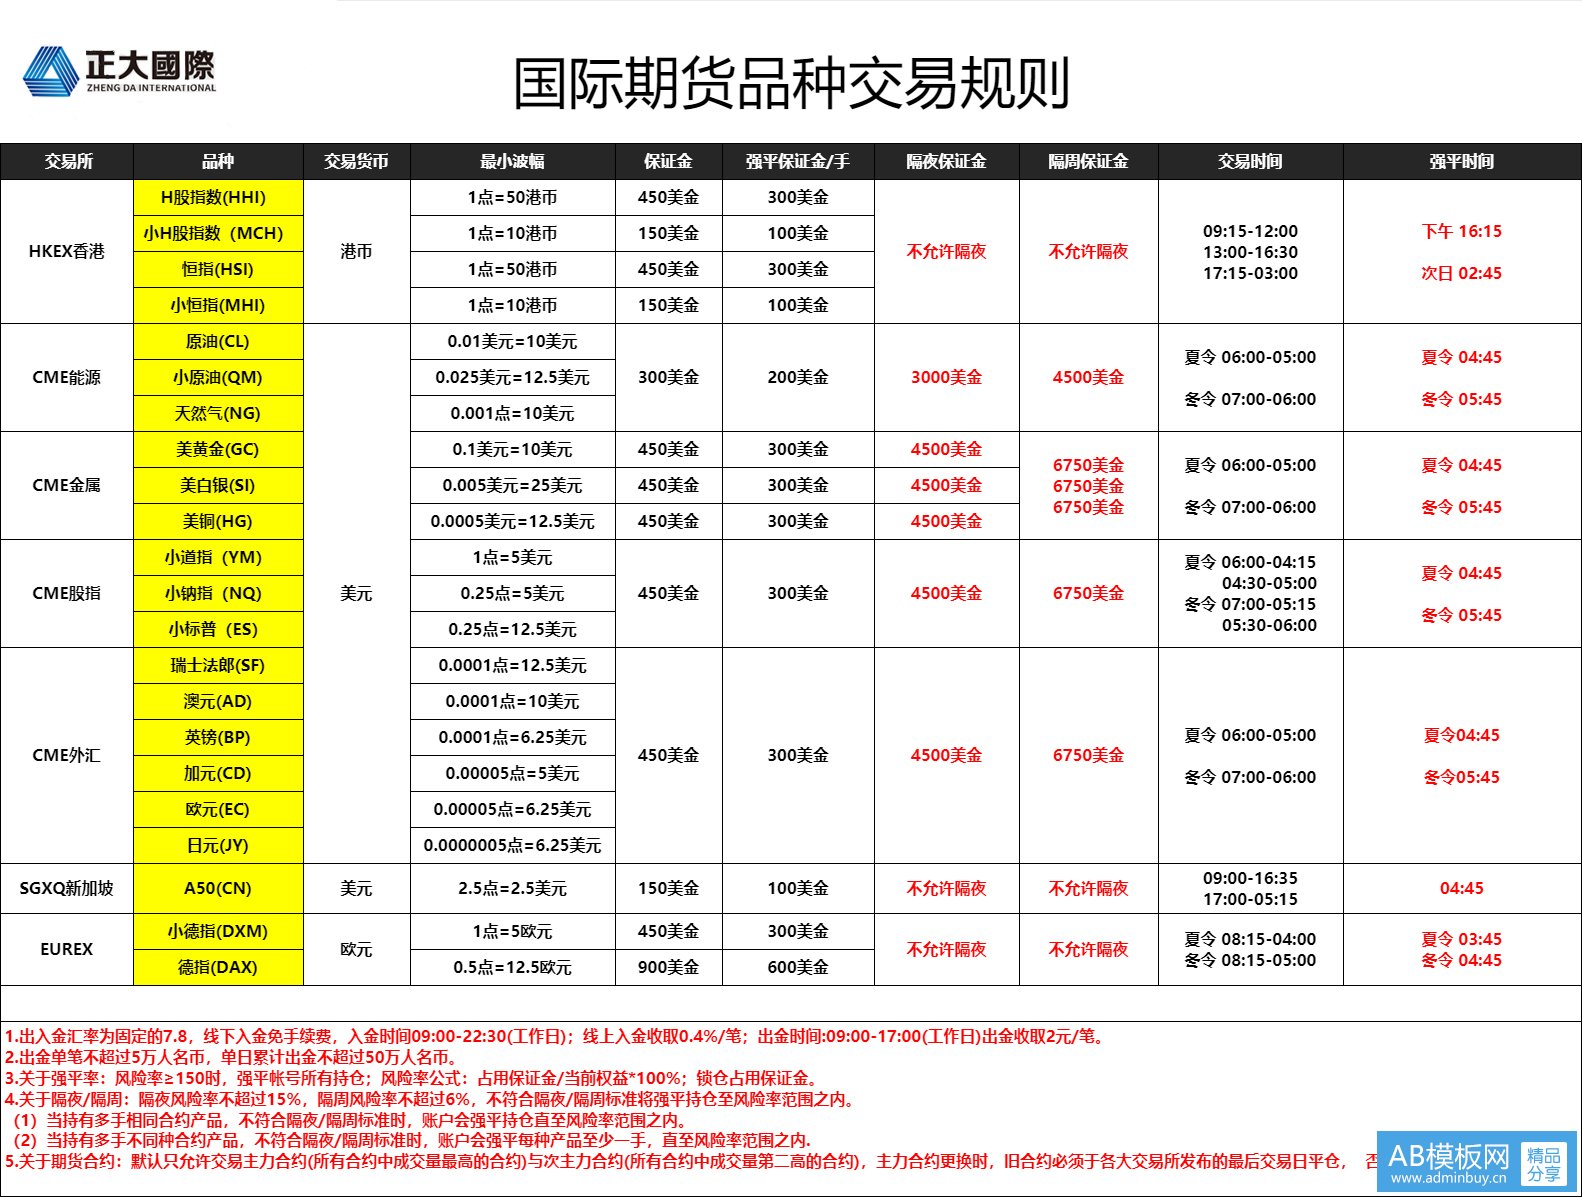 正大國際
ZHENG DA INTERNATIONAL
国际期货品种交易规则
交易所 品种 交易货币 最小波幅 保证金 强平保证金/手 隔夜保证金 隔周保证金 交易时间 强平时间
HKEX香港 港币 不允许隔夜 不允许隔夜
H股指数(HHI) 1点=50港币 450美金 300美金
小H股指数（MCH） 1点=10港币 150美金 100美金
恒指(HSI) 1点=50港币 450美金 300美金
小恒指(MHI) 1点=10港币 150美金 100美金
09:15-12:00
13:00-16:30
17:15-03:00
下午 16:15
次日 02:45
美元
CME能源 300美金 200美金 3000美金 4500美金
原油(CL) 0.01美元=10美元
小原油(QM) 0.025美元=12.5美元
天然气(NG) 0.001点=10美元
夏令 06:00-05:00
冬令 07:00-06:00
夏令 04:45
冬令 05:45
CME金属
美黄金(GC) 0.1美元=10美元 450美金 300美金 4500美金
美白银(SI) 0.005美元=25美元 450美金 300美金 4500美金
美铜(HG) 0.0005美元=12.5美元 450美金 300美金 4500美金
6750美金
6750美金
6750美金
夏令 06:00-05:00
冬令 07:00-06:00
夏令 04:45
冬令 05:45
CME股指 450美金 300美金 4500美金 6750美金
小道指（YM） 1点=5美元
小钠指（NQ） 0.25点=5美元
小标普（ES） 0.25点=12.5美元
夏令 06:00-04:15
04:30-05:00
冬令 07:00-05:15
05:30-06:00
夏令 04:45
冬令 05:45
CME外汇 450美金 300美金 4500美金 6750美金
瑞士法郎(SF) 0.0001点=12.5美元
澳元(AD) 0.0001点=10美元
英镑(BP) 0.0001点=6.25美元
加元(CD) 0.00005点=5美元
欧元(EC) 0.00005点=6.25美元
日元(JY) 0.0000005点=6.25美元
夏令 06:00-05:00
冬令 07:00-06:00
夏令04:45
冬令05:45
SGXQ新加坡 A50(CN) 美元 2.5点=2.5美元 150美金 100美金 不允许隔夜 不允许隔夜
09:00-16:35
17:00-05:15
04:45
EUREX 欧元 不允许隔夜 不允许隔夜
小德指(DXM) 1点=5欧元 450美金 300美金
德指(DAX) 0.5点=12.5欧元 900美金 600美金
夏令 08:15-04:00
冬令 08:15-05:00
夏令 03:45
冬令 04:45
1.出入金汇率为固定的7.8，线下入金免手续费，入金时间09:00-22:30(工作日)；线上入金收取0.4%/笔；出金时间:09:00-17:00(工作日)出金收取2元/笔。
2.出金单笔不超过5万人名币，单日累计出金不超过50万人名币。
3.关于强平率：风险率≥150时，强平帐号所有持仓；风险率公式：占用保证金/当前权益*100%；锁仓占用保证金。
4.关于隔夜/隔周：隔夜风险率不超过15%，隔周风险率不超过6%，不符合隔夜/隔周标准将强平持仓至风险率范围之内。
（1）当持有多手相同合约产品，不符合隔夜/隔周标准时，账户会强平持仓直至风险率范围之内。
（2）当持有多手不同种合约产品，不符合隔夜/隔周标准时，账户会强平每种产品至少一手，直至风险率范围之内.
5.关于期货合约：默认只允许交易主力合约(所有合约中成交量最高的合约)与次主力合约(所有合约中成交量第二高的合约)，主力合约更换时，旧合约必须于各大交易所发布的最后交易日平仓， 否
AB模板网
www.adminbuy.cn
精品
分享